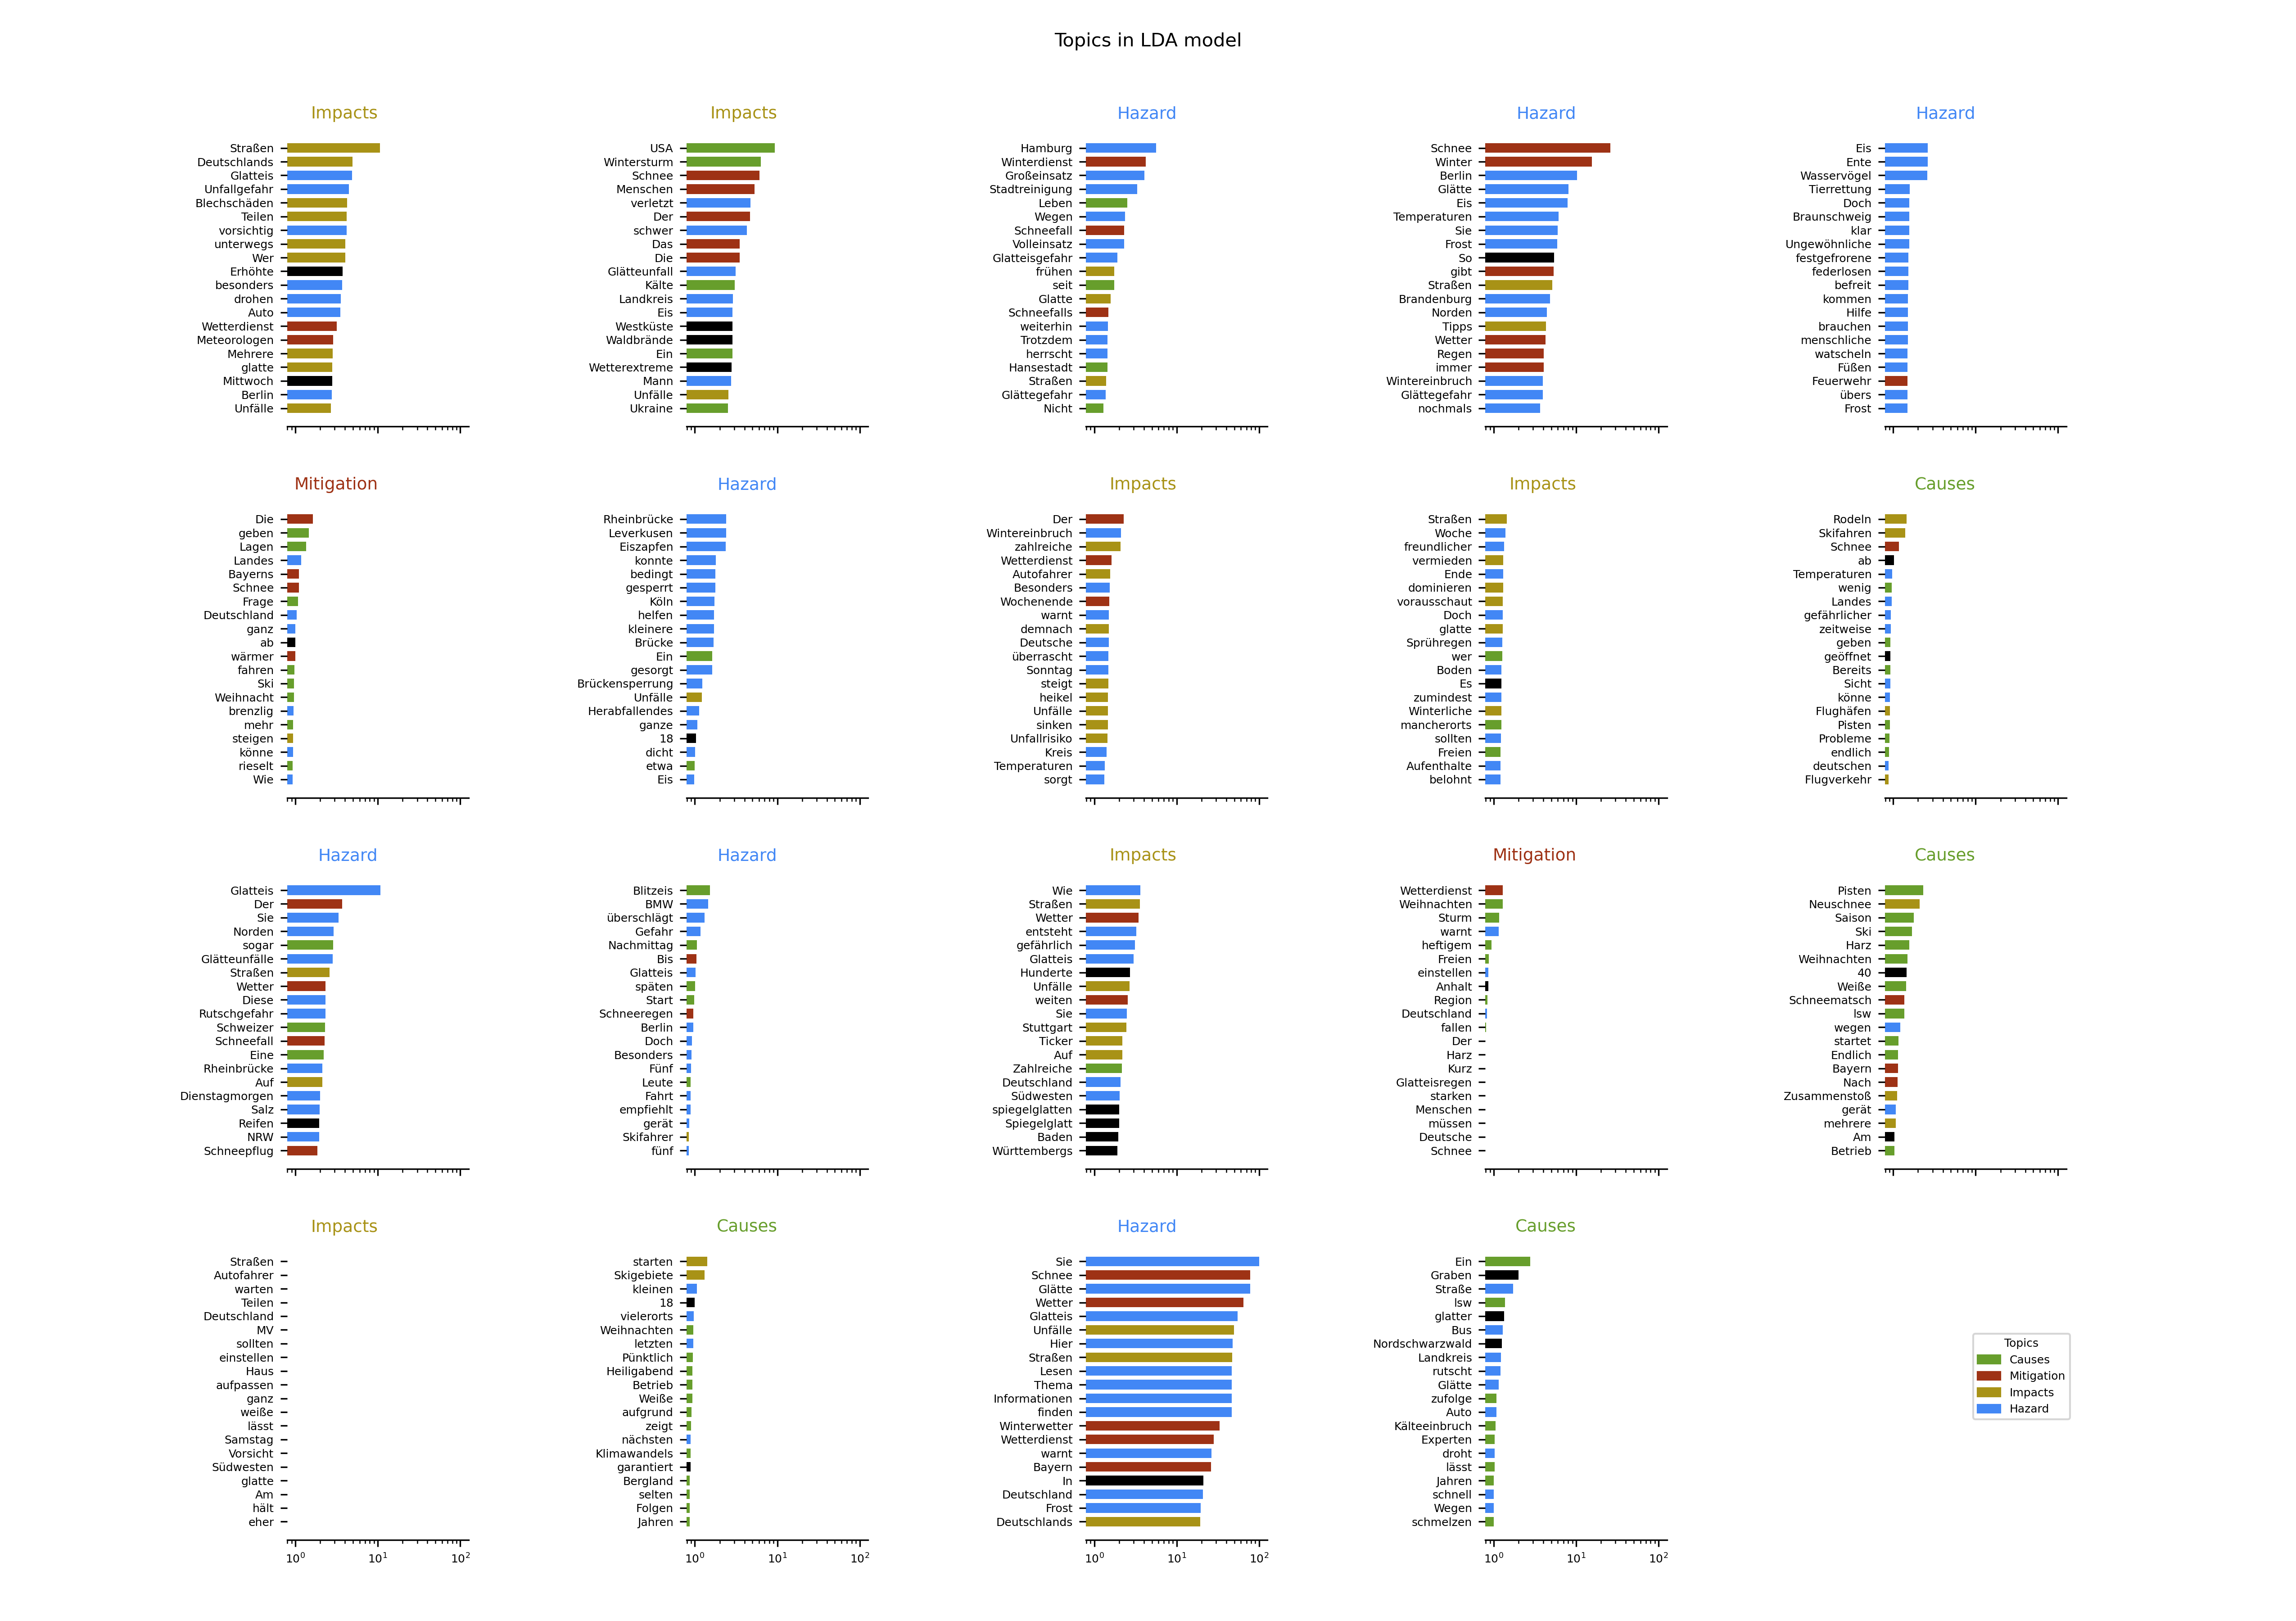 Topics in LDA model
Impacts
Straßen
Deutschlands
Glatteis
Unfallgefahr
Blechschäden
Teilen
vorsichtig
unterwegs
Wer
Erhöhte
besonders
drohen
Auto
Wetterdienst
Meteorologen
Mehrere
glatte
Mittwoch
Berlin
Unfälle
Impacts
USA
Wintersturm
Schnee
Menschen
verletzt
Der
schwer
Das
Die
Glätteunfall
Kälte
Landkreis
Eis
Westküste
Waldbrände
Ein
Wetterextreme
Mann
Unfälle
Ukraine
Hazard
Hamburg
Winterdienst
Großeinsatz
Stadtreinigung
Leben
Wegen
Schneefall
Volleinsatz
Glatteisgefahr
frühen
seit
Glatte
Schneefalls
weiterhin
Trotzdem
herrscht
Hansestadt
Straßen
Glättegefahr
Nicht
Hazard
Schnee
Winter
Berlin
Glätte
Eis
Temperaturen
Sie
Frost
So
gibt
Straßen
Brandenburg
Norden
Tipps
Wetter
Regen
immer
Wintereinbruch
Glättegefahr
nochmals
Hazard
Eis
Ente
Wasservögel
Tierrettung
Doch
Braunschweig
klar
Ungewöhnliche
festgefrorene
federlosen
befreit
kommen
Hilfe
brauchen
menschliche
watscheln
Füßen
Feuerwehr
übers
Frost
Mitigation
Die
geben
Lagen
Landes
Bayerns
Schnee
Frage
Deutschland
ganz
ab
wärmer
fahren
Ski
Weihnacht
brenzlig
mehr
steigen
könne
rieselt
Wie
Hazard
Rheinbrücke
Leverkusen
Eiszapfen
konnte
bedingt
gesperrt
Köln
helfen
kleinere
Brücke
Ein
gesorgt
Brückensperrung
Unfälle
Herabfallendes
ganze
18
dicht
etwa
Eis
Impacts
Der
Wintereinbruch
zahlreiche
Wetterdienst
Autofahrer
Besonders
Wochenende
warnt
demnach
Deutsche
überrascht
Sonntag
steigt
heikel
Unfälle
sinken
Unfallrisiko
Kreis
Temperaturen
sorgt
Impacts
Straßen
Woche
freundlicher
vermieden
Ende
dominieren
vorausschaut
Doch
glatte
Sprühregen
wer
Boden
Es
zumindest
Winterliche
mancherorts
sollten
Freien
Aufenthalte
belohnt
Causes
Rodeln
Skifahren
Schnee
ab
Temperaturen
wenig
Landes
gefährlicher
zeitweise
geben
geöffnet
Bereits
Sicht
könne
Flughäfen
Pisten
Probleme
endlich
deutschen
Flugverkehr
Hazard
Glatteis
Der
Sie
Norden
sogar
Glätteunfälle
Straßen
Wetter
Diese
Rutschgefahr
Schweizer
Schneefall
Eine
Rheinbrücke
Auf
Dienstagmorgen
Salz
Reifen
NRW
Schneepflug
Hazard
Blitzeis
BMW
überschlägt
Gefahr
Nachmittag
Bis
Glatteis
späten
Start
Schneeregen
Berlin
Doch
Besonders
Fünf
Leute
Fahrt
empfiehlt
gerät
Skifahrer
fünf
Impacts
Wie
Straßen
Wetter
entsteht
gefährlich
Glatteis
Hunderte
Unfälle
weiten
Sie
Stuttgart
Ticker
Auf
Zahlreiche
Deutschland
Südwesten
spiegelglatten
Spiegelglatt
Baden
Württembergs
Mitigation
Wetterdienst
Weihnachten
Sturm
warnt
heftigem
Freien
einstellen
Anhalt
Region
Deutschland
fallen
Der
Harz
Kurz
Glatteisregen
starken
Menschen
müssen
Deutsche
Schnee
Causes
Pisten
Neuschnee
Saison
Ski
Harz
Weihnachten
40
Weiße
Schneematsch
lsw
wegen
startet
Endlich
Bayern
Nach
Zusammenstoß
gerät
mehrere
Am
Betrieb
Impacts
Straßen
Autofahrer
warten
Teilen
Deutschland
MV
sollten
einstellen
Haus
aufpassen
ganz
weiße
lässt
Samstag
Vorsicht
Südwesten
glatte
Am
hält
eher
10⁰ 10¹ 10²
Causes
starten
Skigebiete
kleinen
18
vielerorts
Weihnachten
letzten
Pünktlich
Heiligabend
Betrieb
Weiße
aufgrund
zeigt
nächsten
Klimawandels
garantiert
Bergland
selten
Folgen
Jahren
10⁰ 10¹ 10²
Hazard
Sie
Schnee
Glätte
Wetter
Glatteis
Unfälle
Hier
Straßen
Lesen
Thema
Informationen
finden
Winterwetter
Wetterdienst
warnt
Bayern
In
Deutschland
Frost
Deutschlands
10⁰ 10¹ 10²
Causes
Ein
Graben
Straße
lsw
glatter
Bus
Nordschwarzwald
Landkreis
rutscht
Glätte
zufolge
Auto
Kälteeinbruch
Experten
droht
lässt
Jahren
schnell
Wegen
schmelzen
10⁰ 10¹ 10²
Topics
Causes
Mitigation
Impacts
Hazard